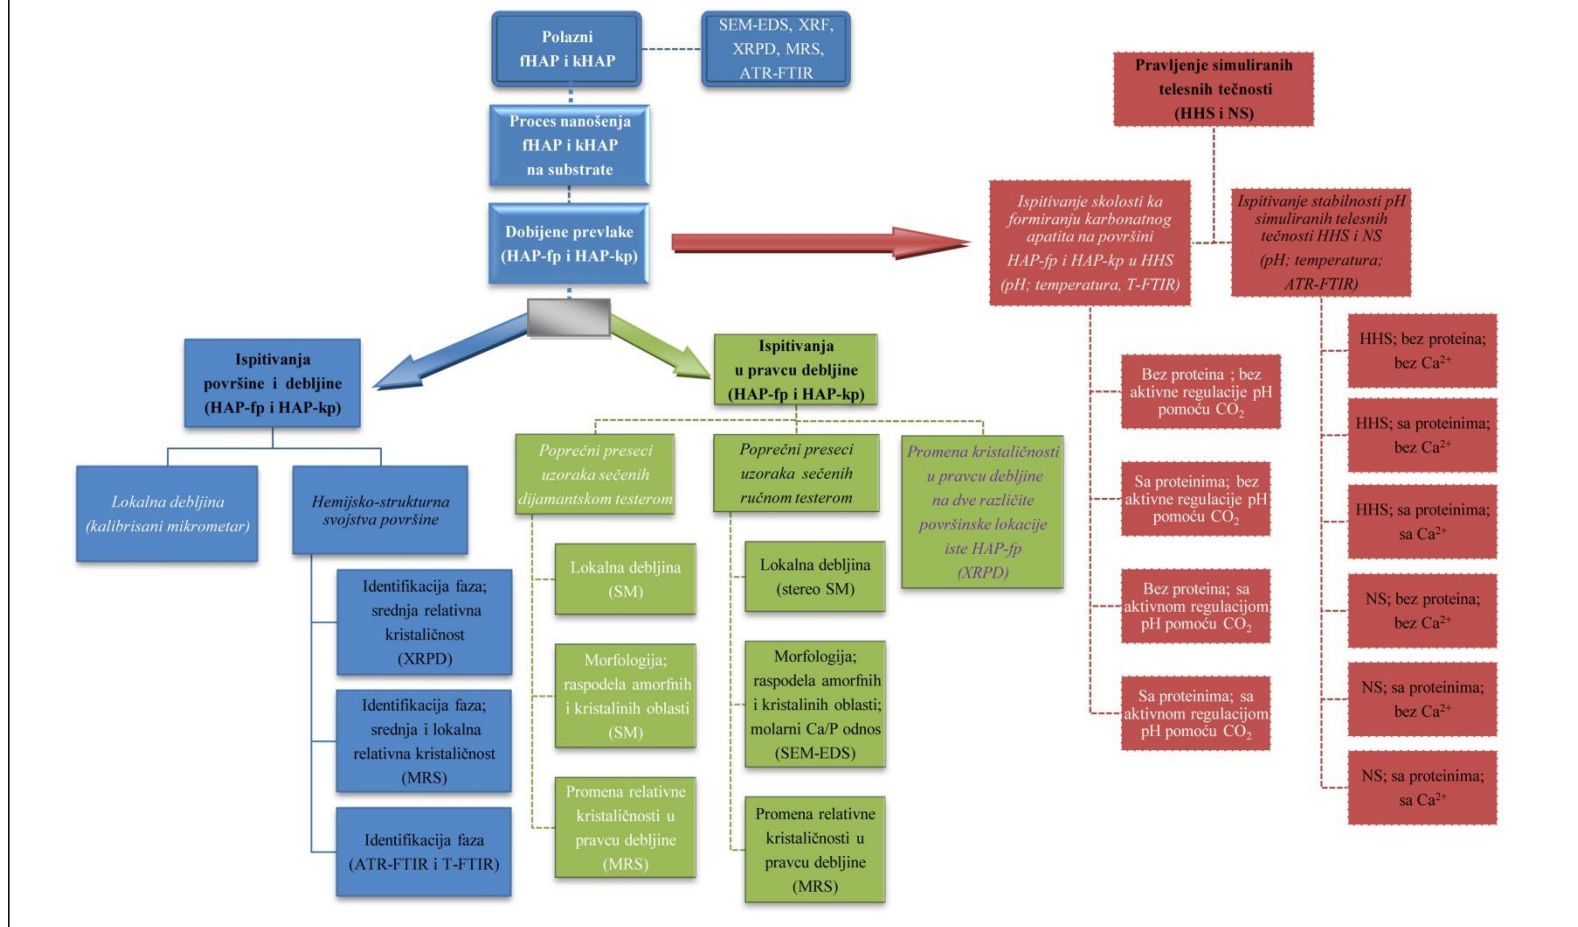 Polazni
fHAP i kHAP
SEM-EDS, XRF,
XRPD, MRS,
ATR-FTIR
Proces nanošenja
fHAP i kHAP
na substrate
Dobijene prevlake
(HAP-fp i HAP-kp)
Ispitivanja
površine i debljine
(HAP-fp i HAP-kp)
Lokalna debljina
(kalibrisani mikrometar)
Hemijsko-strukturna
svojstva površine
Identifikacija faza;
srednja relativna
kristaličnost
(XRPD)
Identifikacija faza;
srednja i lokalna
relativna kristaličnost
(MRS)
Identifikacija faza
(ATR-FTIR i T-FTIR)
Ispitivanja
u pravcu debljine
(HAP-fp i HAP-kp)
Poprečni preseci
uzoraka sečenih
dijamantskom testerom
Lokalna debljina
(SM)
Morfologija;
raspodela amorfnih
i kristalinih oblasti
(SM)
Promena relativne
kristaličnosti u
pravcu debljine
(MRS)
Poprečni preseci
uzoraka sečenih
ručnom testerom
Lokalna debljina
(stereo SM)
Morfologija;
raspodela amorfnih
i kristalinih oblasti;
molarni Ca/P odnos
(SEM-EDS)
Promena relativne
kristaličnosti u
pravcu debljine
(MRS)
Promena kristaličnosti
u pravcu debljine
na dve različite
površinske lokacije
iste HAP-fp
(XRPD)
Pravljenje simuliranih
telesnih tečnosti
(HHS i NS)
Ispitivanje skolosti ka
formiranju karbonatnog
apatita na površini
HAP-fp i HAP-kp u HHS
(pH; temperatura, T-FTIR)
Bez proteina ; bez
aktivne regulacije pH
pomoću CO₂
Sa proteinima; bez
aktivne regulacije pH
pomoću CO₂
Bez proteina; sa
aktivnom regulacijom
pH pomoću CO₂
Sa proteinima; sa
aktivnom regulacijom
pH pomoću CO₂
Ispitivanje stabilnosti pH
simuliranih telesnih
tečnosti HHS i NS
(pH; temperatura;
ATR-FTIR)
HHS; bez proteina;
bez Ca²⁺
HHS; sa proteinima;
bez Ca²⁺
HHS; sa proteinima;
sa Ca²⁺
NS; bez proteina;
bez Ca²⁺
NS; sa proteinima;
bez Ca²⁺
NS; sa proteinima;
sa Ca²⁺